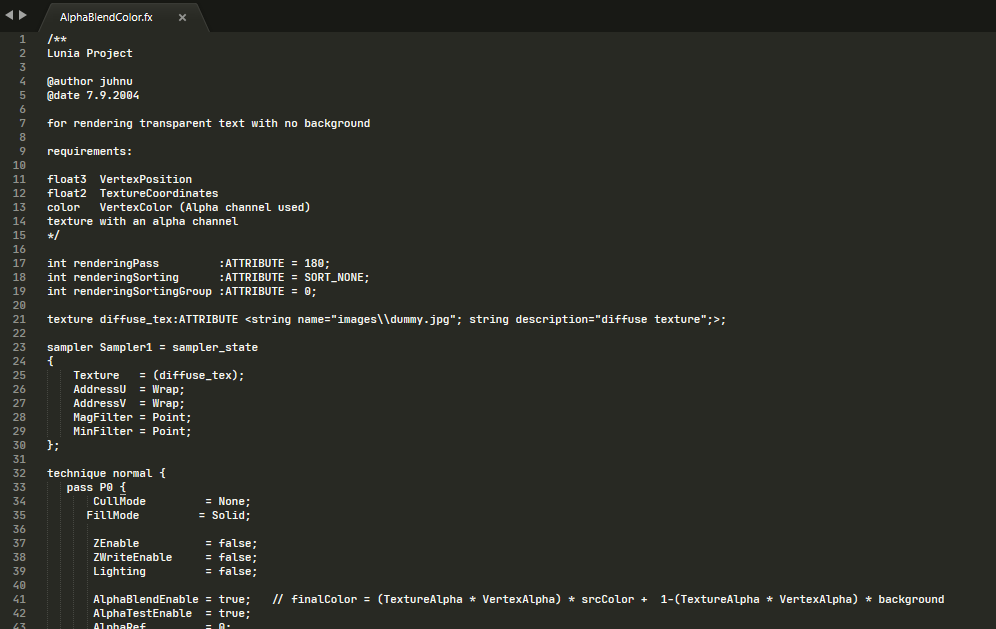 AlphaBlendColor.fx ×
1 /**
2 Lunia Project
3
4 @author juhnu
5 @date 7.9.2004
6
7 for rendering transparent text with no background
8
9 requirements:
10
11 float3  VertexPosition
12 float2  TextureCoordinates
13 color   VertexColor (Alpha channel used)
14 texture with an alpha channel
15 */
16
17 int renderingPass         :ATTRIBUTE = 180;
18 int renderingSorting      :ATTRIBUTE = SORT_NONE;
19 int renderingSortingGroup :ATTRIBUTE = 0;
20
21 texture diffuse_tex:ATTRIBUTE <string name="images\\dummy.jpg"; string description="diffuse texture";>;
22
23 sampler Sampler1 = sampler_state
24 {
25     Texture   = (diffuse_tex);
26     AddressU  = Wrap;
27     AddressV  = Wrap;
28     MagFilter = Point;
29     MinFilter = Point;
30 };
31
32 technique normal {
33    pass P0 {
34        CullMode         = None;
35       FillMode         = Solid;
36
37        ZEnable          = false;
38        ZWriteEnable     = false;
39        Lighting         = false;
40
41        AlphaBlendEnable = true;   // finalColor = (TextureAlpha * VertexAlpha) * srcColor +  1-(TextureAlpha * VertexAlpha) * background
42        AlphaTestEnable  = true;
43        AlphaRef         = 0;